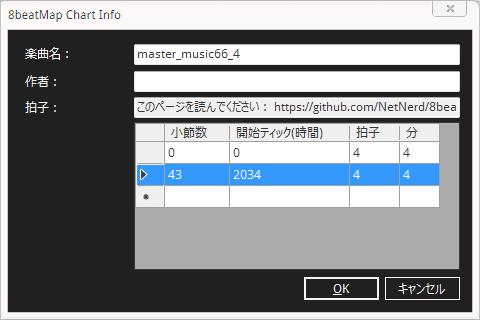 8beatMap Chart Info
楽曲名： master_music66_4
作者：
拍子： このページを読んでください： https://github.com/NetNerd/8bea
小節数 開始ティック(時間) 拍子 分
0 0 4 4
43 2034 4 4
OK キャンセル